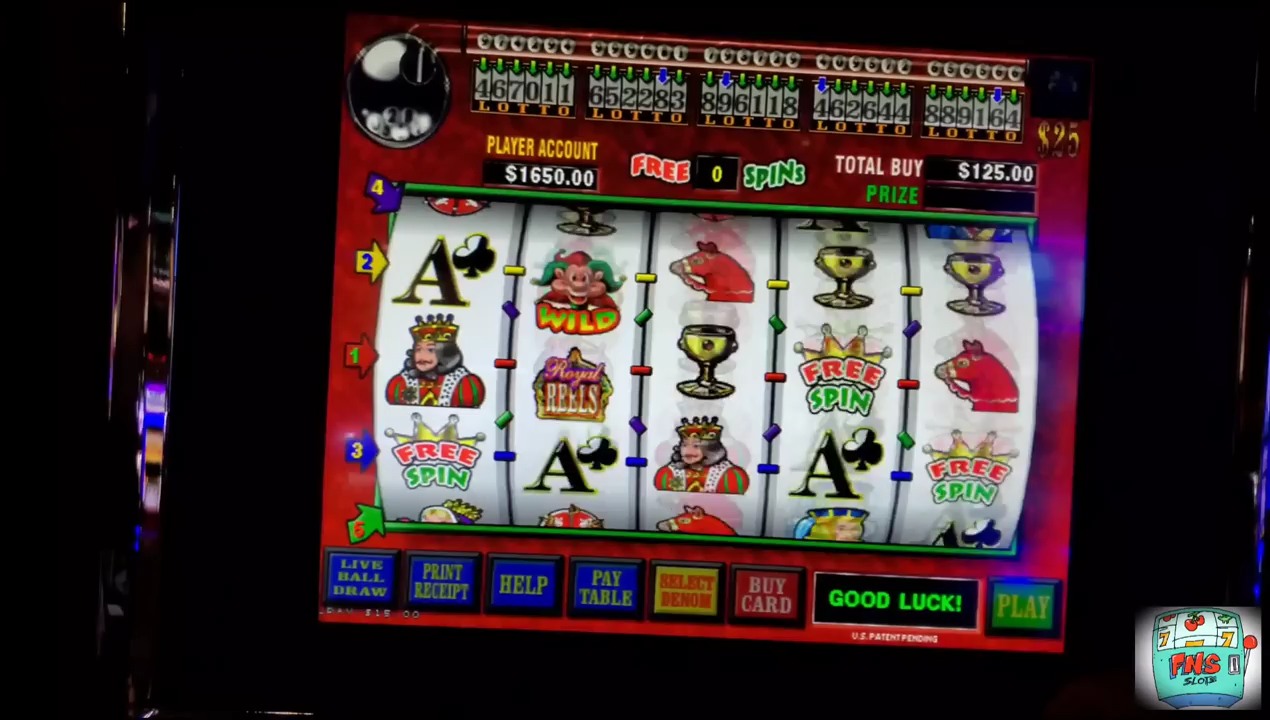 467011 652283 896118 462644 889164
LOTTO LOTTO LOTTO LOTTO LOTTO
$25
PLAYER ACCOUNT
$1650.00
FREE 0 SPINS
TOTAL BUY $125.00
PRIZE
4
2
1
3
5
A
WILD
Royal
REELS
FREE
SPIN
A
FREE
SPIN
A
FREE
SPIN
A
LIVE
BALL
DRAW
PRINT
RECEIPT
HELP
PAY
TABLE
SELECT
DENOM
BUY
CARD
GOOD LUCK!
PLAY
U.S. PATENT PENDING
7 7
FNS
SLOTS